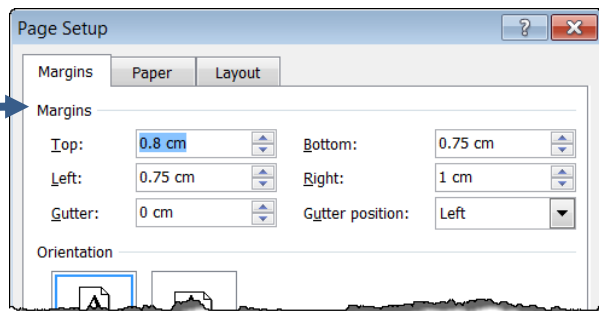 Page Setup
Margins Paper Layout
Margins
Top: 0.8 cm Bottom: 0.75 cm
Left: 0.75 cm Right: 1 cm
Gutter: 0 cm Gutter position: Left
Orientation